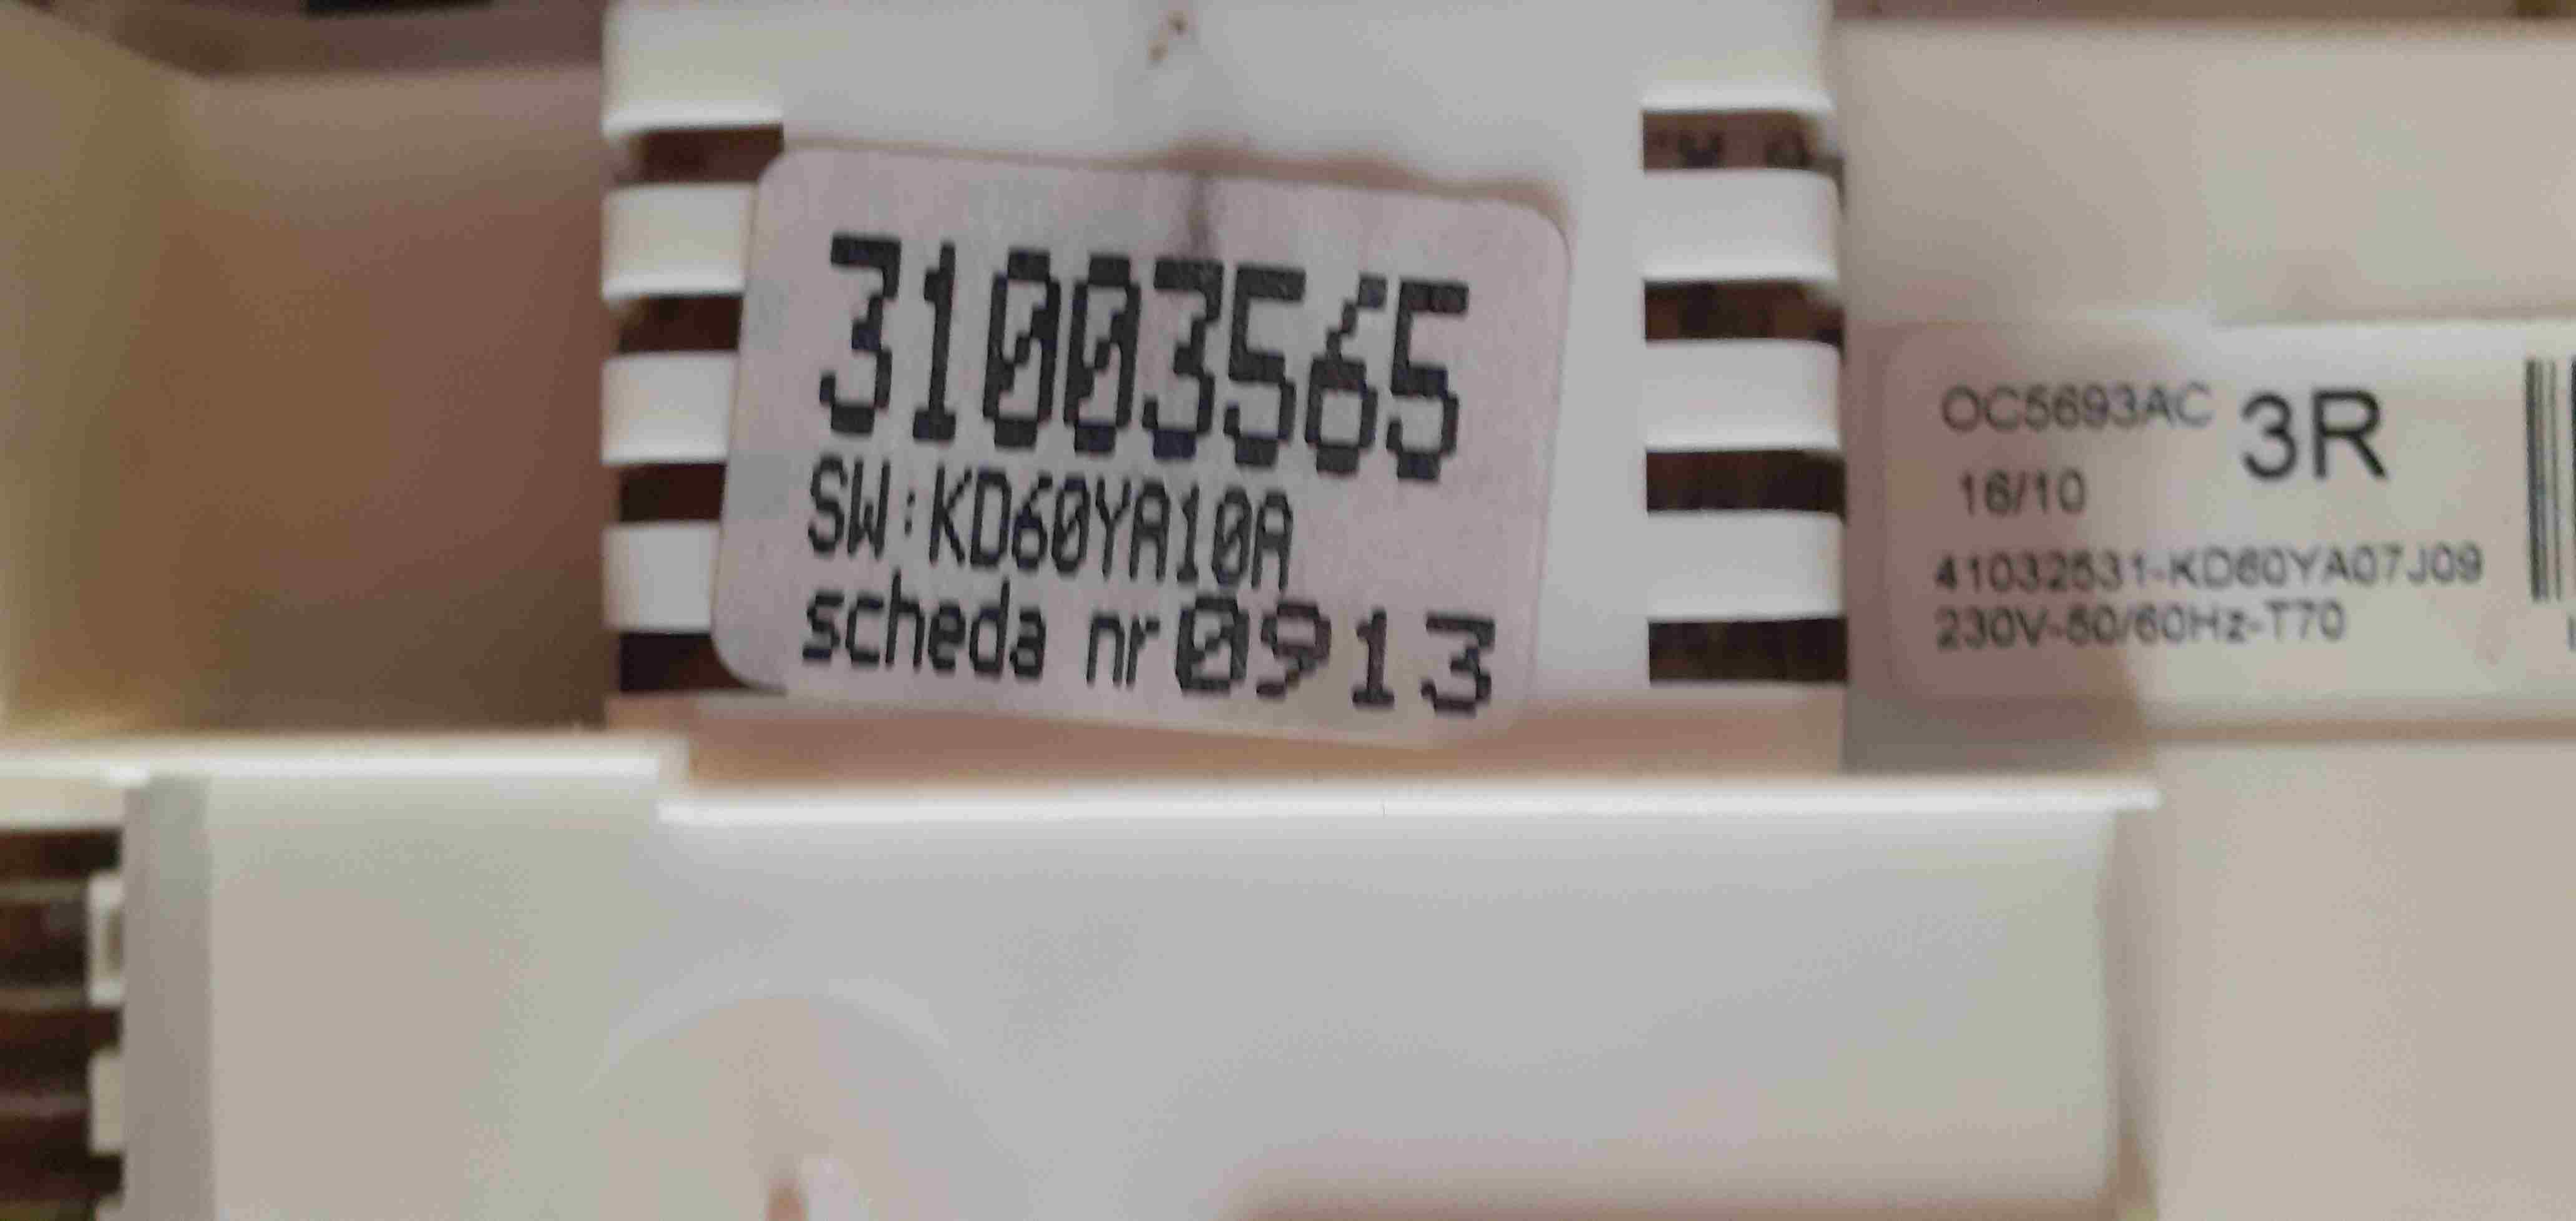 31003565
SW:KD60YA10A
scheda nr 0913
OC5693AC 3R
16/10
41032531-KD60YA07J09
230V-50/60Hz-T70